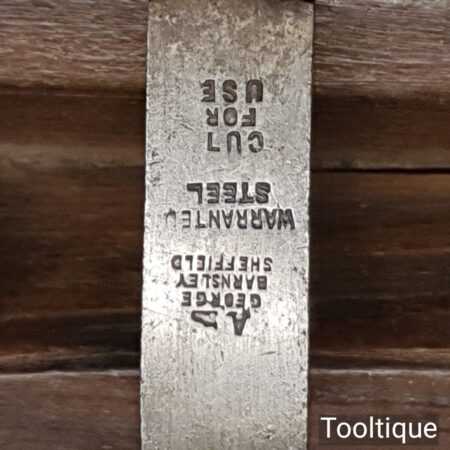 GEORGE
BARNSLEY
SHEFFIELD
WARRANTED
STEEL
CUT
FOR
USE
Tooltique